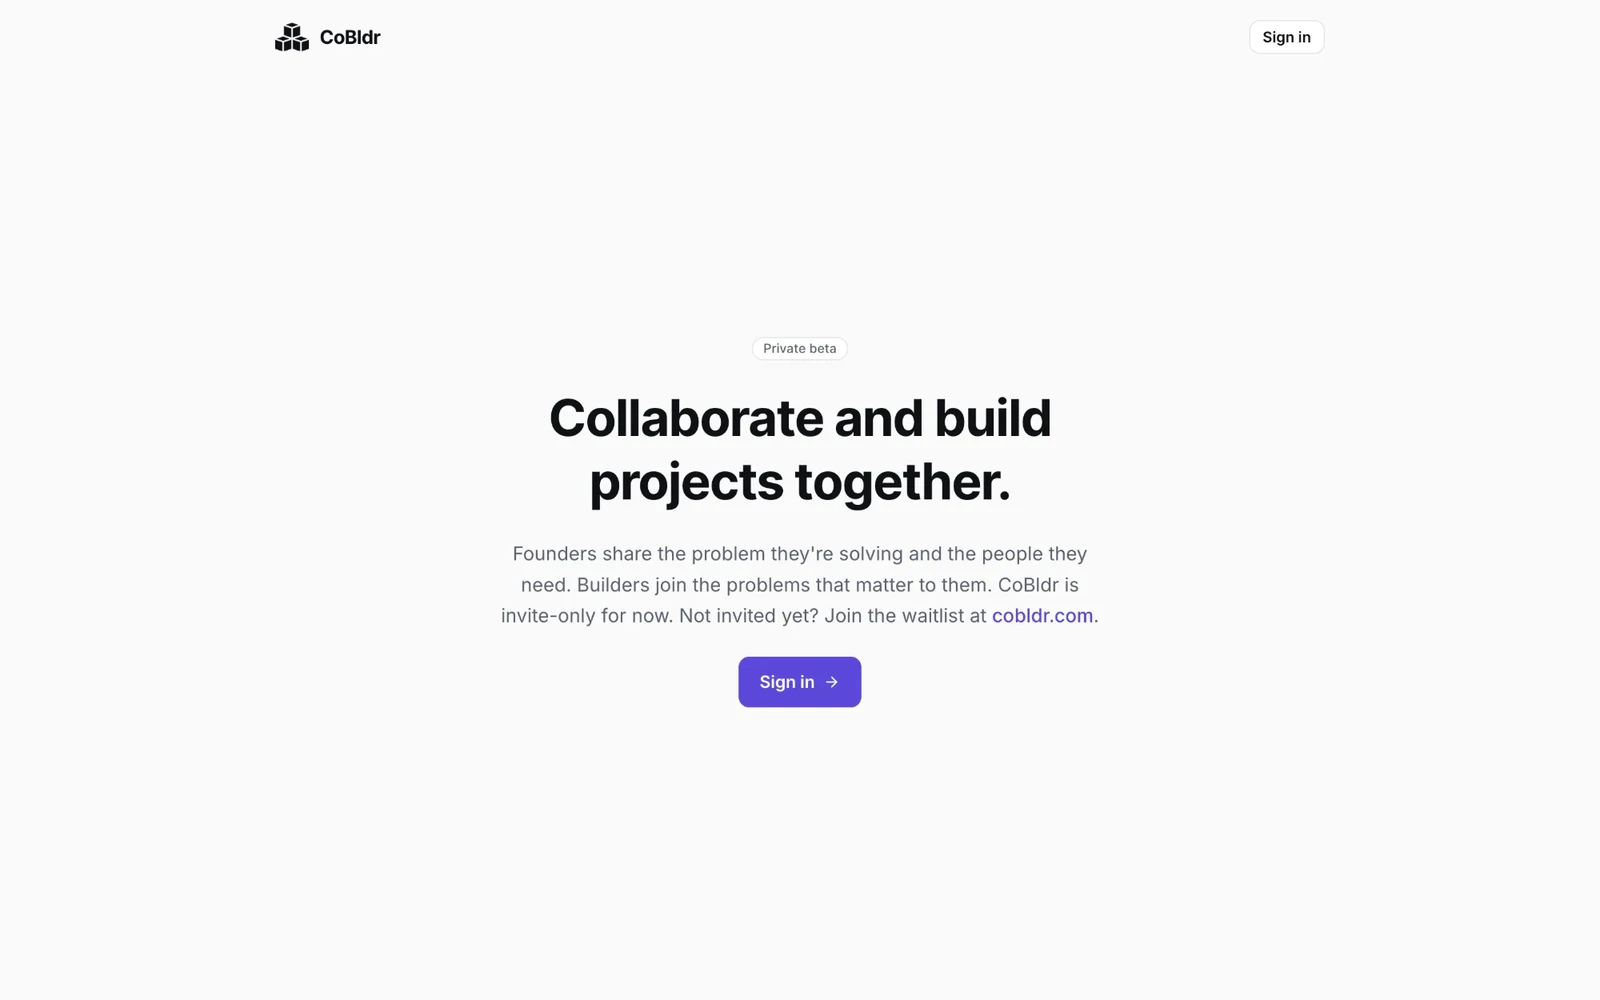 CoBldr
Sign in
Private beta
Collaborate and build
projects together.
Founders share the problem they're solving and the people they
need. Builders join the problems that matter to them. CoBldr is
invite-only for now. Not invited yet? Join the waitlist at cobldr.com.
Sign in →